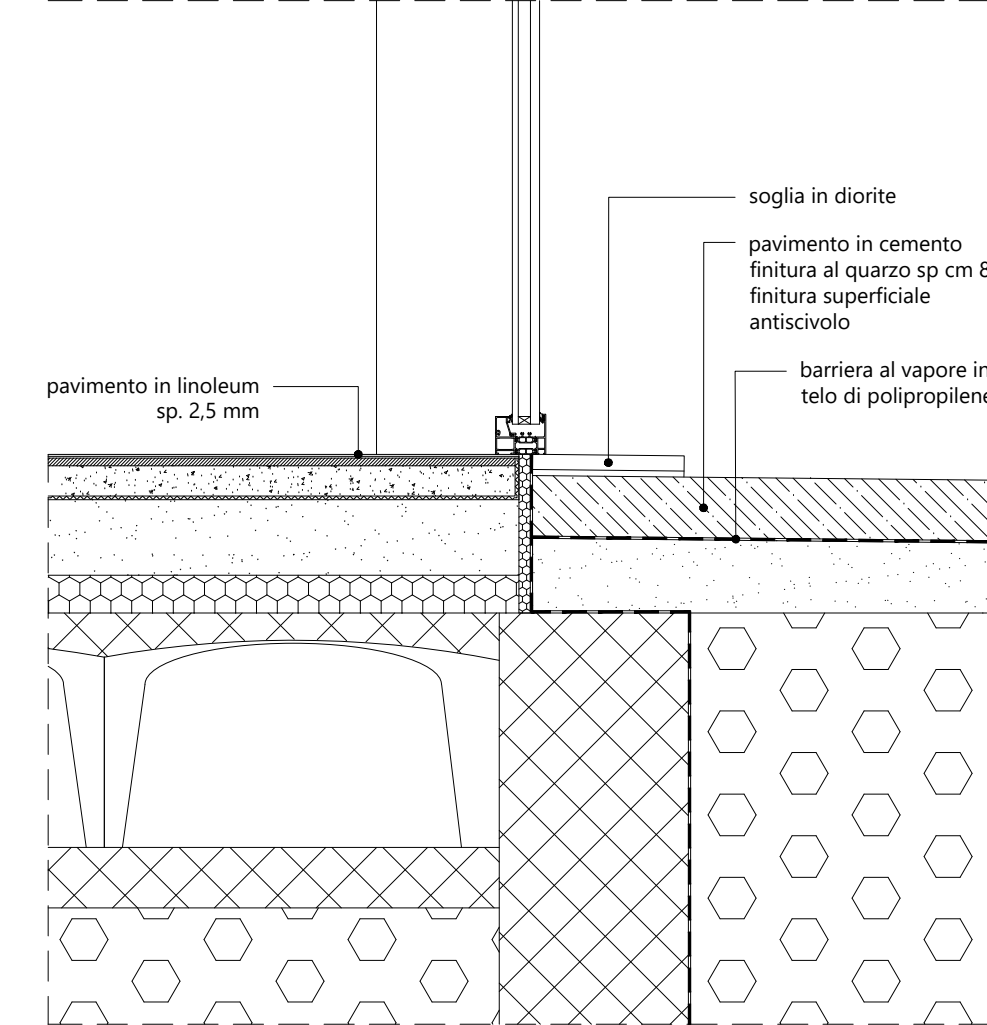 soglia in diorite
pavimento in cemento
finitura al quarzo sp cm 8
finitura superficiale
antiscivolo
barriera al vapore in
telo di polipropilene
pavimento in linoleum
sp. 2,5 mm